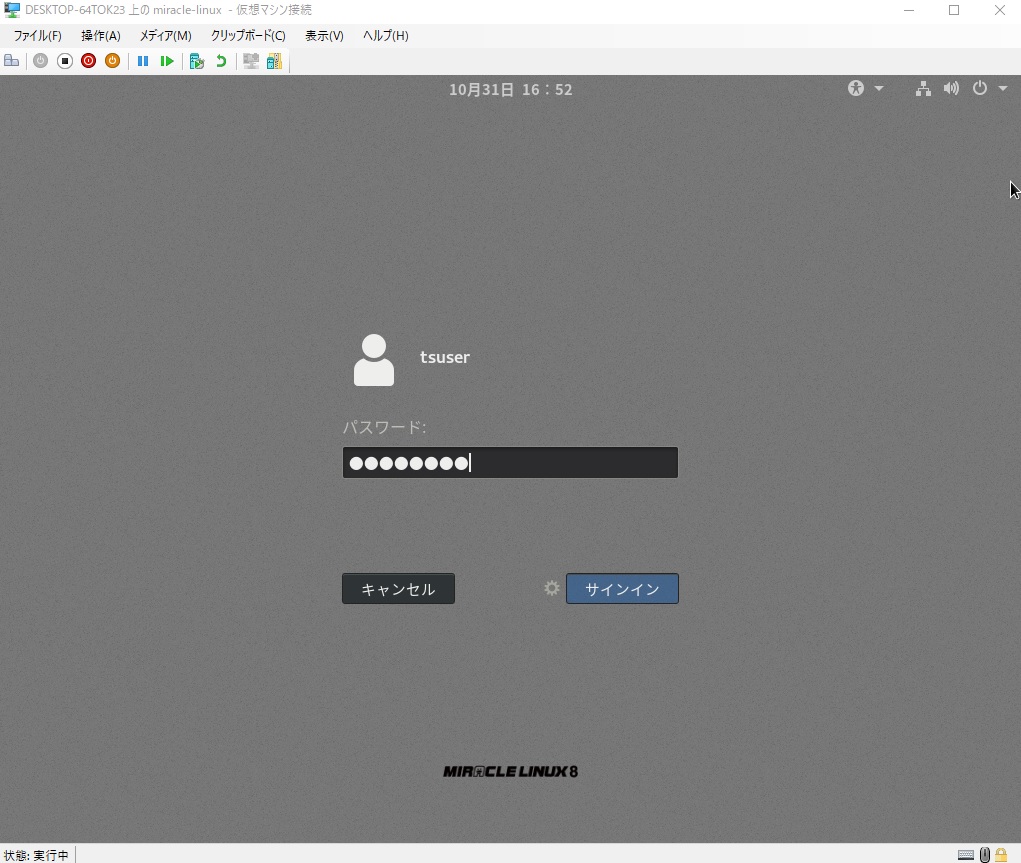 DESKTOP-64TOK23 上の miracle-linux - 仮想マシン接続
ファイル(F) 操作(A) メディア(M) クリップボード(C) 表示(V) ヘルプ(H)
10月31日 16：52
tsuser
パスワード:
キャンセル サインイン
MIRACLE LINUX 8
状態: 実行中